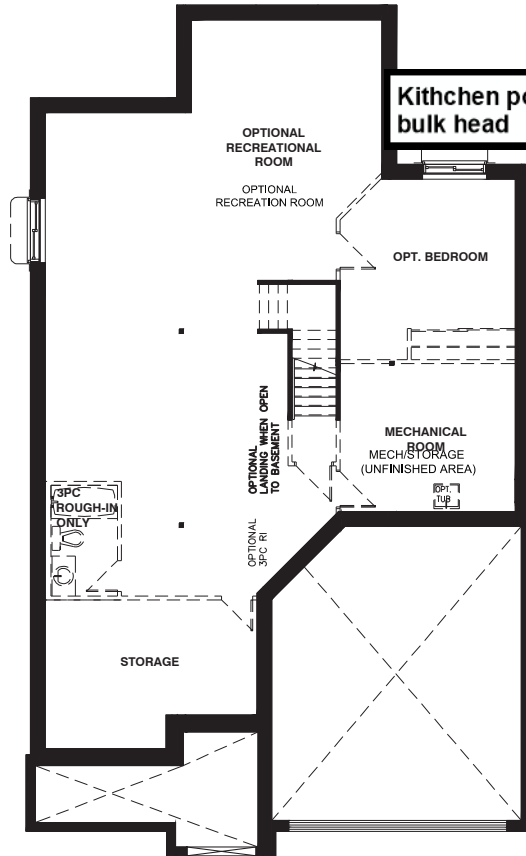 Kithchen po
bulk head
OPTIONAL
RECREATIONAL
ROOM
OPTIONAL
RECREATION ROOM
OPT. BEDROOM
OPTIONAL
LANDING WHEN OPEN
TO BASEMENT
MECHANICAL
ROOM
MECH/STORAGE
(UNFINISHED AREA)
OPT.
TUB
3PC
ROUGH-IN
ONLY
OPTIONAL
3PC RI
STORAGE